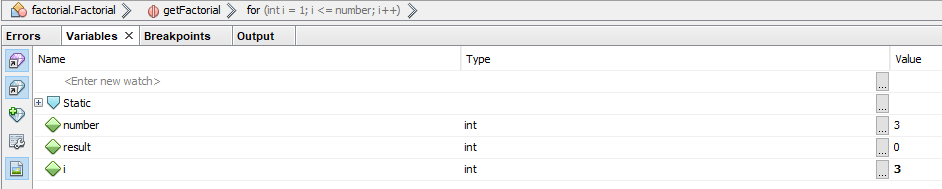 factorial.Factorial getFactorial for (int i = 1; i <= number; i++)
Errors Variables Breakpoints Output
Name Type Value
<Enter new watch> ...
Static ...
number int ... 3
result int ... 0
i int ... 3